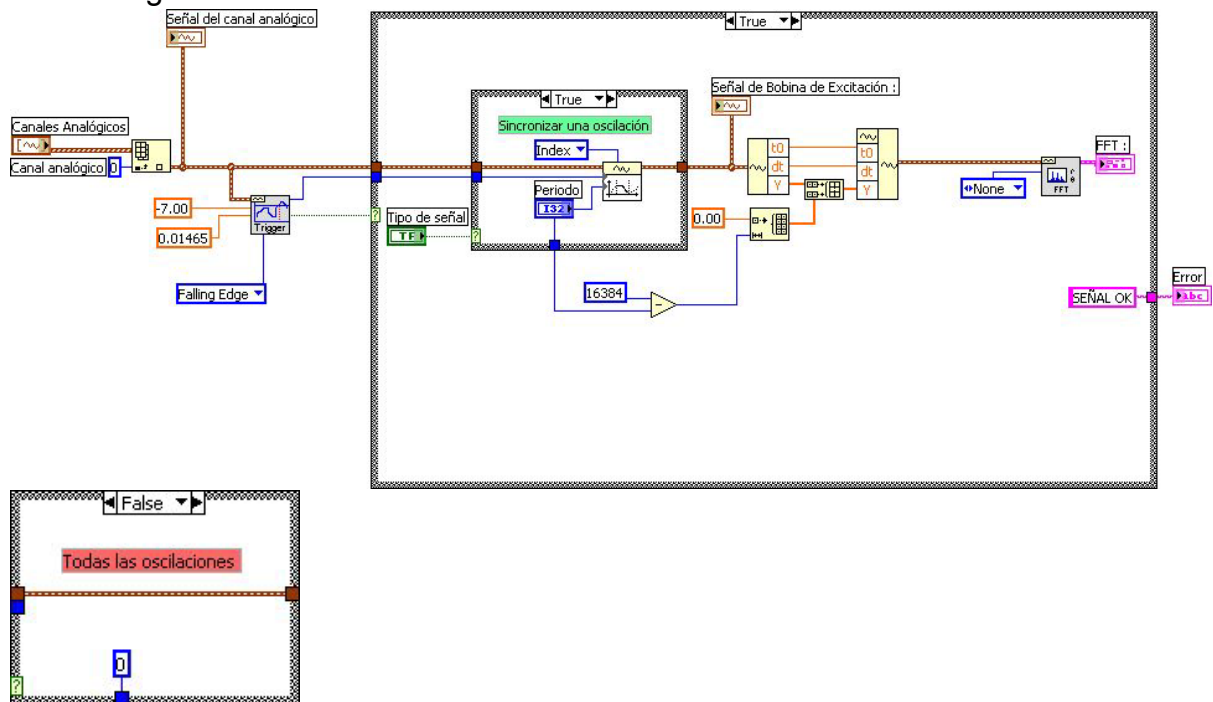 Señal del canal analógico
True
Canales Analógicos
Canal analógico 0
-7.00
0.01465
Trigger
Falling Edge
Tipo de señal
TF
True
Sincronizar una oscilación
Index
Periodo
I32
16384
Señal de Bobina de Excitación :
t0
dt
Y
t0
dt
Y
0.00
None
FFT
FFT :
SEÑAL OK
Error
abc
False
Todas las oscilaciones
0